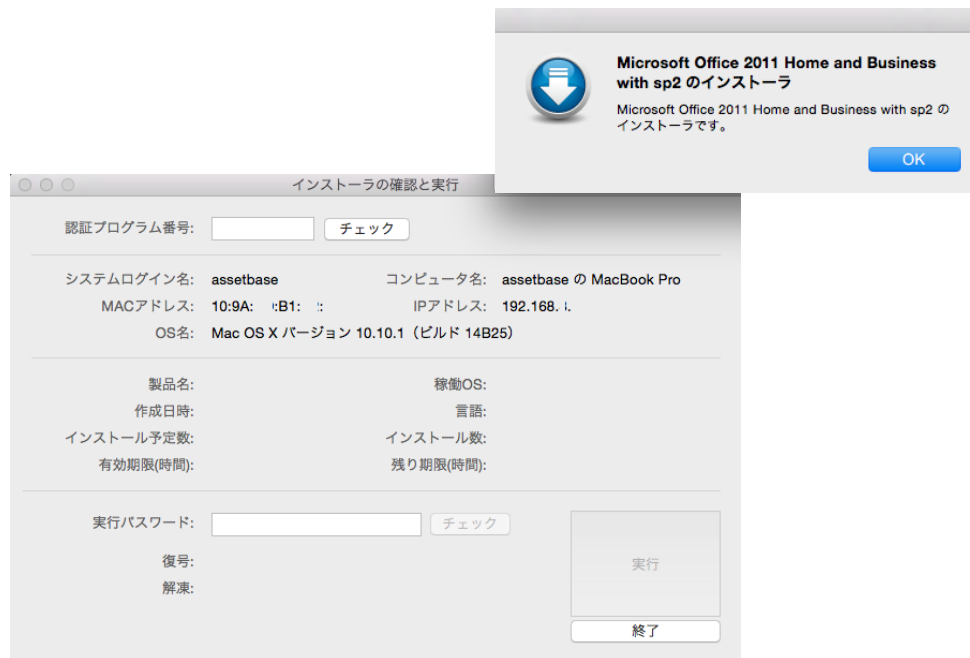 Microsoft Office 2011 Home and Business
with sp2 のインストーラ
Microsoft Office 2011 Home and Business with sp2 の
インストーラです。
OK
インストーラの確認と実行
認証プログラム番号: チェック
システムログイン名: assetbase コンピュータ名: assetbase の MacBook Pro
MACアドレス: 10:9A: :B1: : IPアドレス: 192.168. .
OS名: Mac OS X バージョン 10.10.1（ビルド 14B25）
製品名: 稼働OS:
作成日時: 言語:
インストール予定数: インストール数:
有効期限(時間): 残り期限(時間):
実行パスワード: チェック
復号:
解凍:
実行
終了